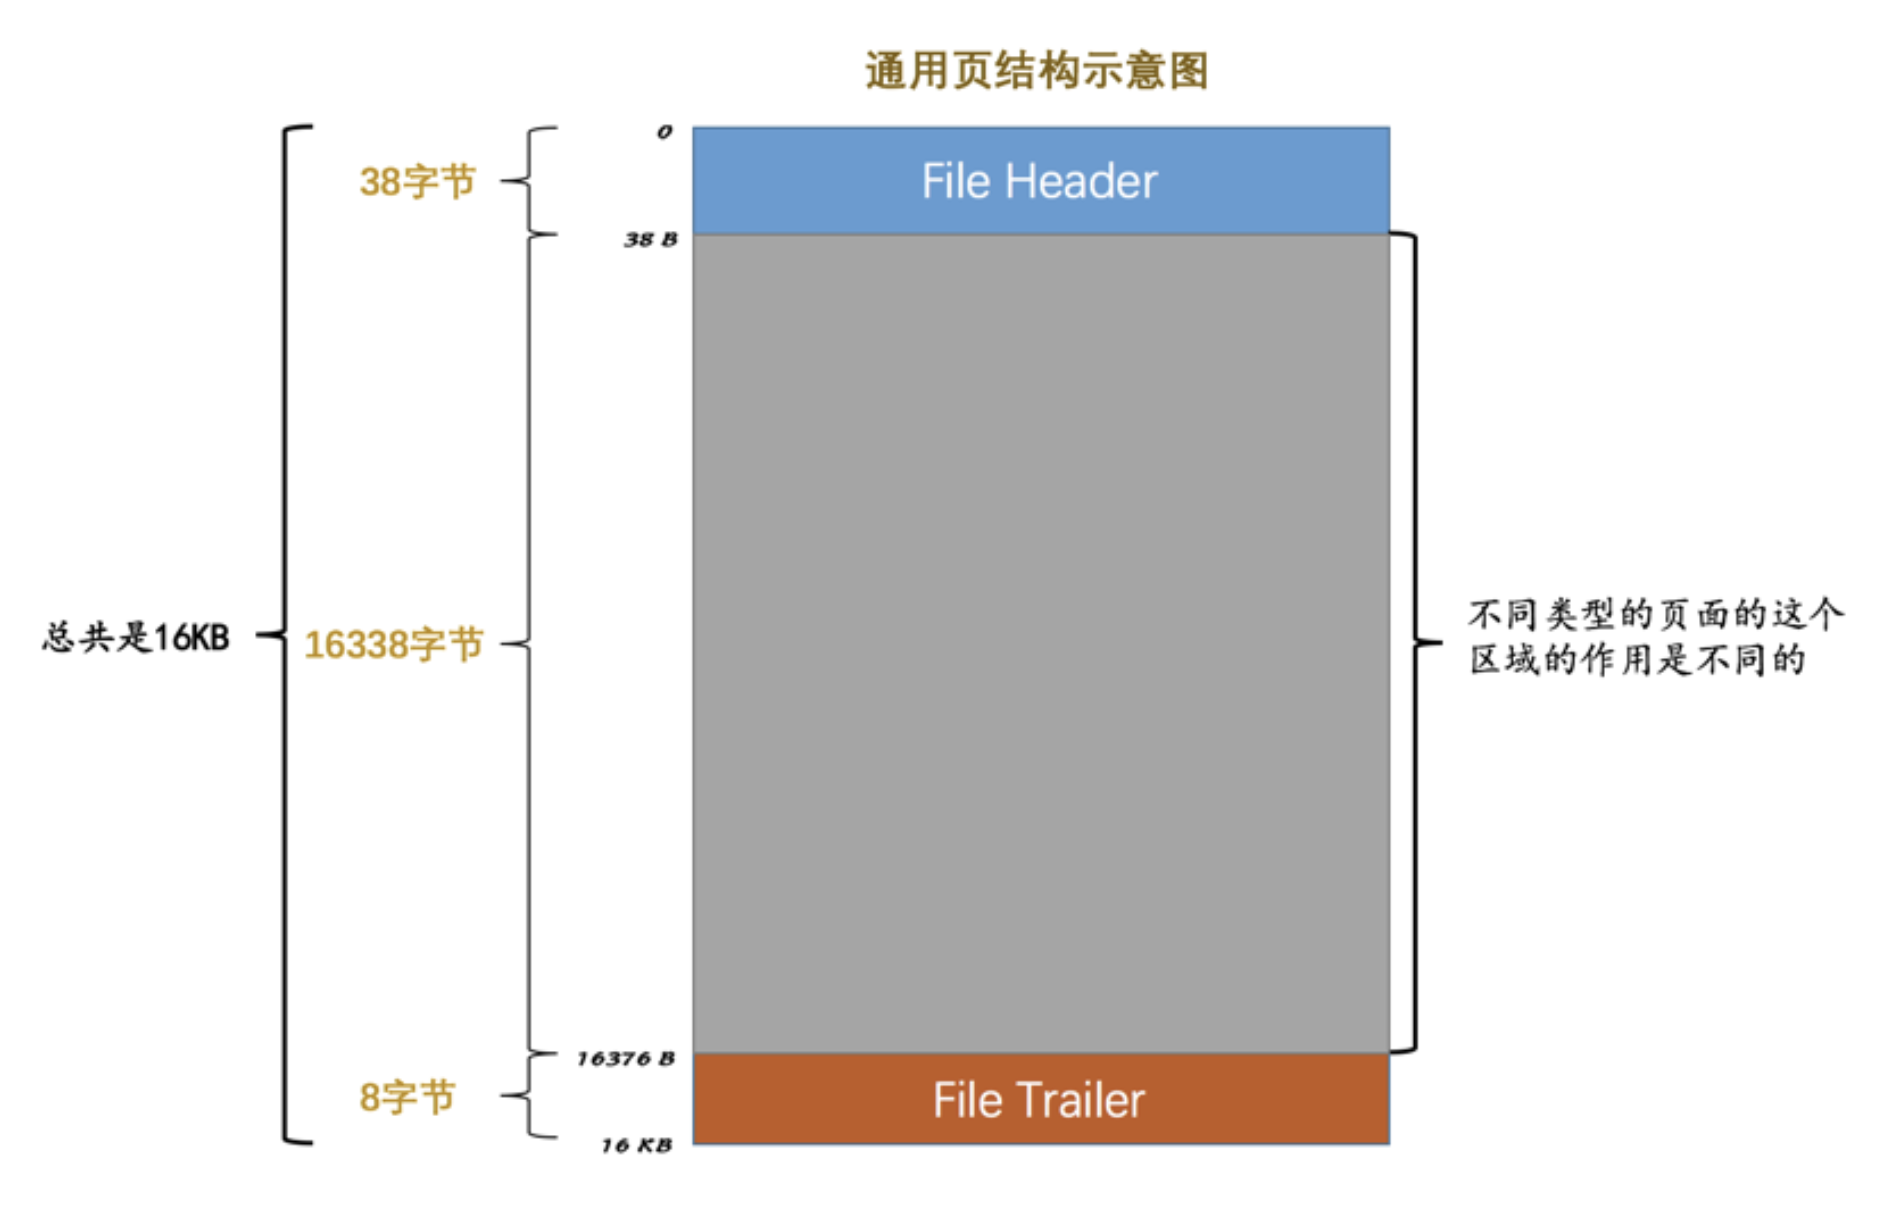 通用页结构示意图
0
File Header
38字节
38 B
总共是16KB
16338字节
不同类型的页面的这个
区域的作用是不同的
16376 B
File Trailer
8字节
16 KB